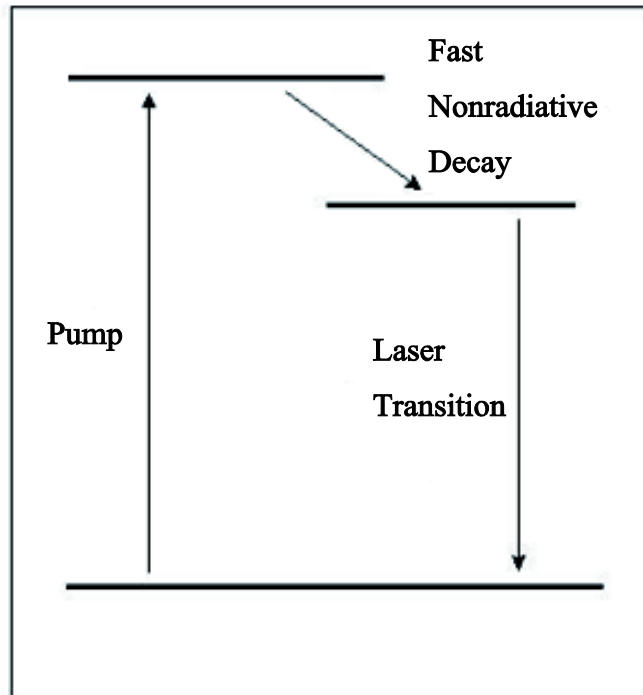 Fast
Nonradiative
Decay
Pump
Laser
Transition